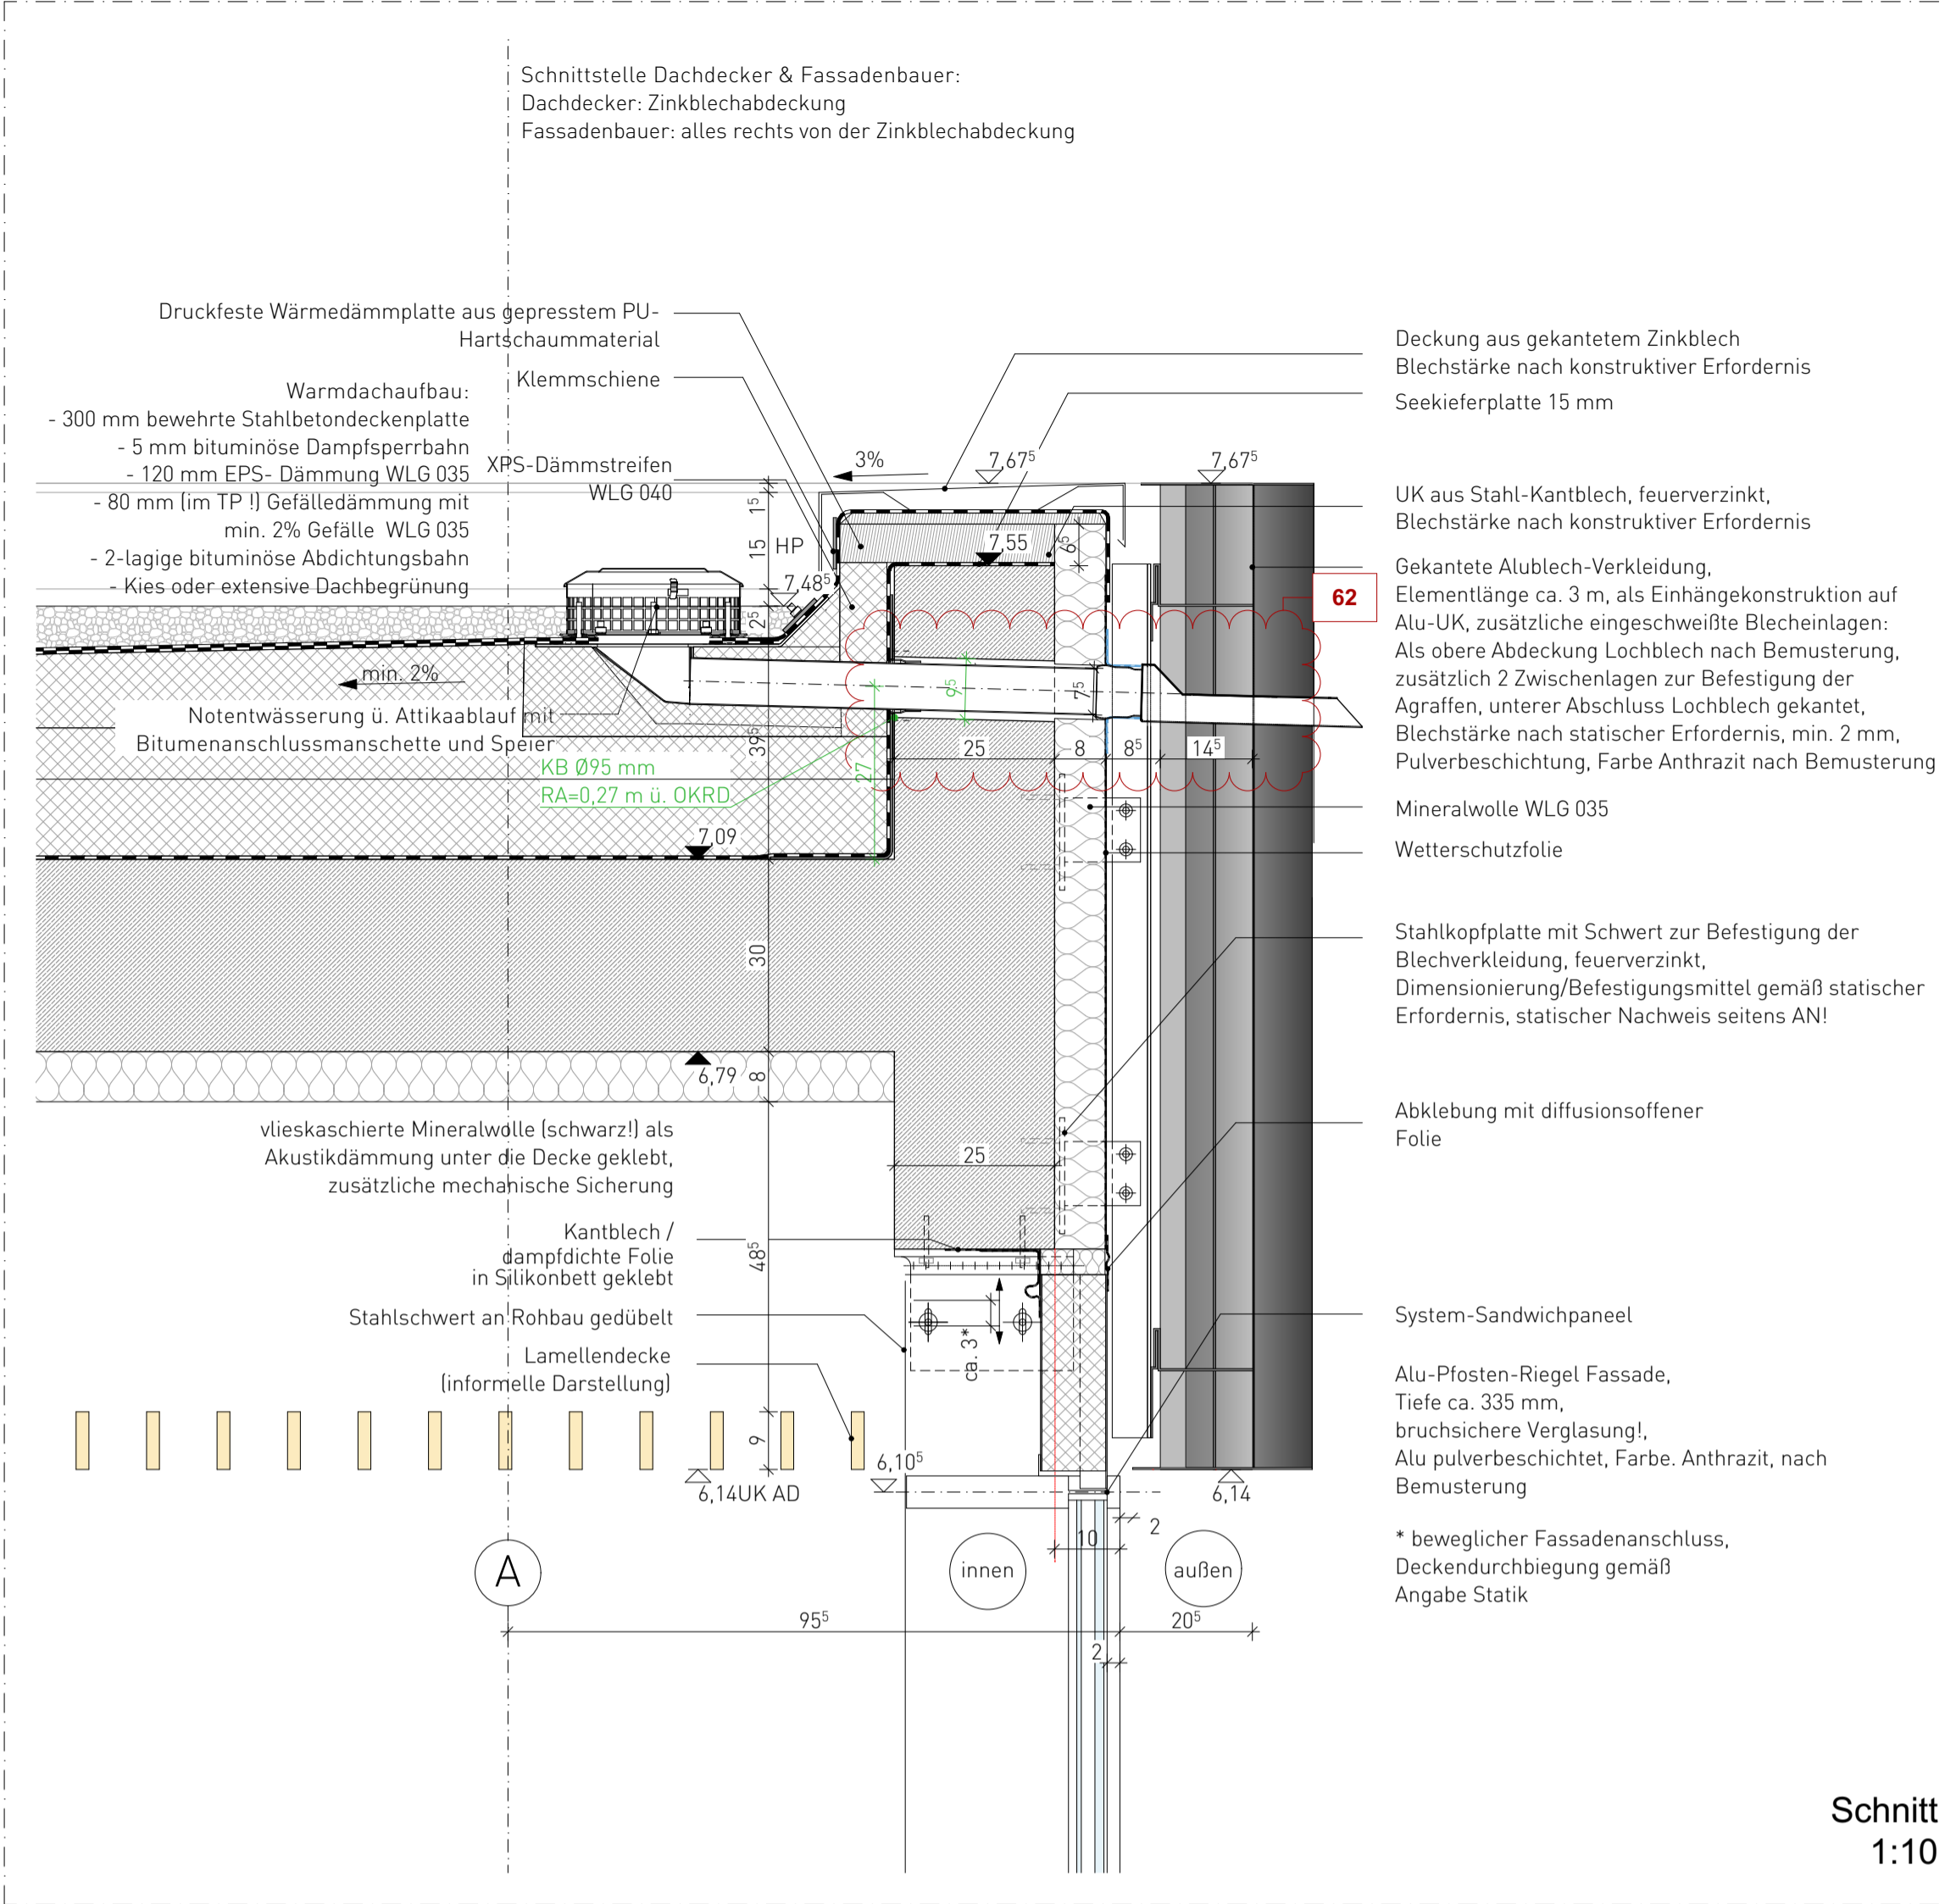 Schnittstelle Dachdecker & Fassadenbauer:
Dachdecker: Zinkblechabdeckung
Fassadenbauer: alles rechts von der Zinkblechabdeckung
Druckfeste Wärmedämmplatte aus gepresstem PU-
Hartschaummaterial
Klemmschiene
Warmdachaufbau:
- 300 mm bewehrte Stahlbetondeckenplatte
- 5 mm bituminöse Dampfsperrbahn
- 120 mm EPS- Dämmung WLG 035
- 80 mm (im TP !) Gefälledämmung mit
min. 2% Gefälle WLG 035
- 2-lagige bituminöse Abdichtungsbahn
- Kies oder extensive Dachbegrünung
XPS-Dämmstreifen
WLG 040
3%
7,67⁵
7,67⁵
1⁵
15
HP
7,55
6⁵
7,48⁵
2⁵
min. 2%
Notentwässerung ü. Attikaablauf mit
Bitumenanschlussmanschette und Speier
39⁵
KB Ø95 mm
RA=0,27 m ü. OKRD
27
9⁵
7⁵
25
8
8⁵
14⁵
62
7,09
30
6,79
8
vlieskaschierte Mineralwolle (schwarz!) als
Akustikdämmung unter die Decke geklebt,
zusätzliche mechanische Sicherung
25
Kantblech /
dampfdichte Folie
in Silikonbett geklebt
48⁵
Stahlschwert an Rohbau gedübelt
ca. 3*
Lamellendecke
(informelle Darstellung)
9
6,14UK AD
6,10⁵
6,14
2
10
A
innen
außen
95⁵
20⁵
2
Deckung aus gekantetem Zinkblech
Blechstärke nach konstruktiver Erfordernis
Seekieferplatte 15 mm
UK aus Stahl-Kantblech, feuerverzinkt,
Blechstärke nach konstruktiver Erfordernis
Gekantete Alublech-Verkleidung,
Elementlänge ca. 3 m, als Einhängekonstruktion auf
Alu-UK, zusätzliche eingeschweißte Blecheinlagen:
Als obere Abdeckung Lochblech nach Bemusterung,
zusätzlich 2 Zwischenlagen zur Befestigung der
Agraffen, unterer Abschluss Lochblech gekantet,
Blechstärke nach statischer Erfordernis, min. 2 mm,
Pulverbeschichtung, Farbe Anthrazit nach Bemusterung
Mineralwolle WLG 035
Wetterschutzfolie
Stahlkopfplatte mit Schwert zur Befestigung der
Blechverkleidung, feuerverzinkt,
Dimensionierung/Befestigungsmittel gemäß statischer
Erfordernis, statischer Nachweis seitens AN!
Abklebung mit diffusionsoffener
Folie
System-Sandwichpaneel
Alu-Pfosten-Riegel Fassade,
Tiefe ca. 335 mm,
bruchsichere Verglasung!,
Alu pulverbeschichtet, Farbe. Anthrazit, nach
Bemusterung
* beweglicher Fassadenanschluss,
Deckendurchbiegung gemäß
Angabe Statik
Schnitt
1:10